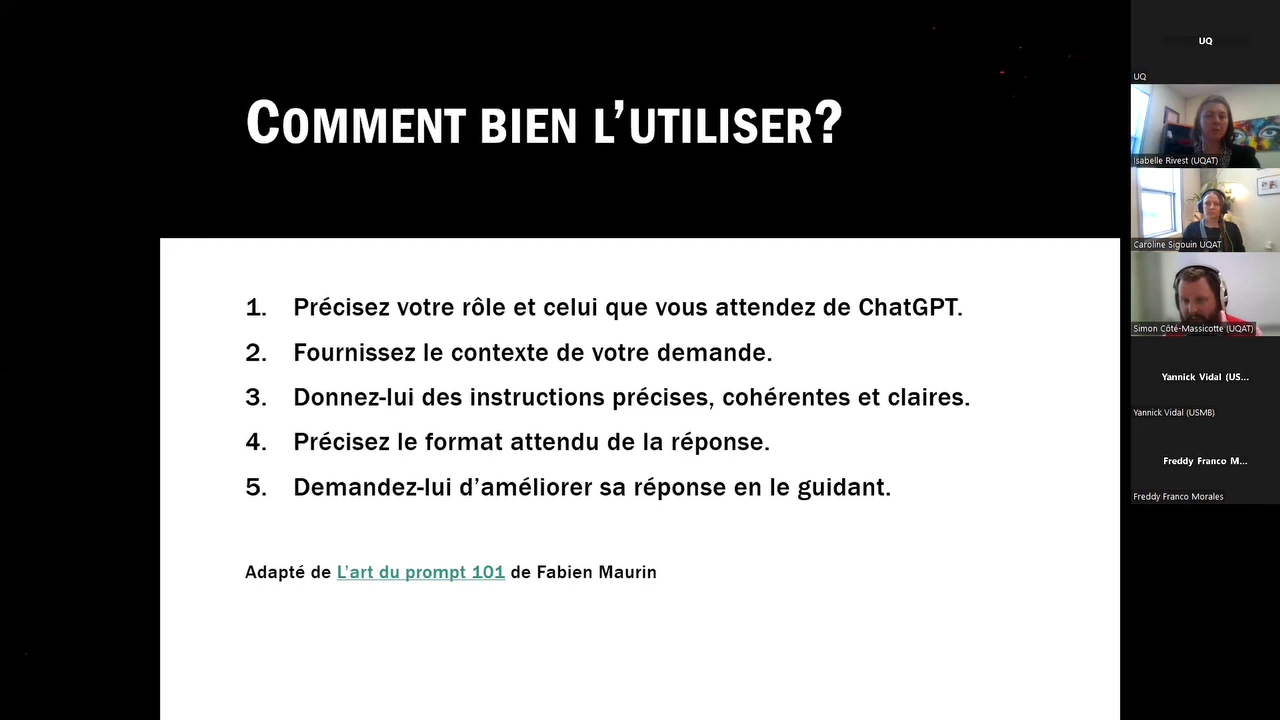 COMMENT BIEN L'UTILISER?
1. Précisez votre rôle et celui que vous attendez de ChatGPT.
2. Fournissez le contexte de votre demande.
3. Donnez-lui des instructions précises, cohérentes et claires.
4. Précisez le format attendu de la réponse.
5. Demandez-lui d'améliorer sa réponse en le guidant.
Adapté de L'art du prompt 101 de Fabien Maurin
UQ
UQ
Isabelle Rivest (UQAT)
Caroline Sigouin UQAT
Simon Côté-Massicotte (UQAT)
Yannick Vidal (US...
Yannick Vidal (USMB)
Freddy Franco M...
Freddy Franco Morales